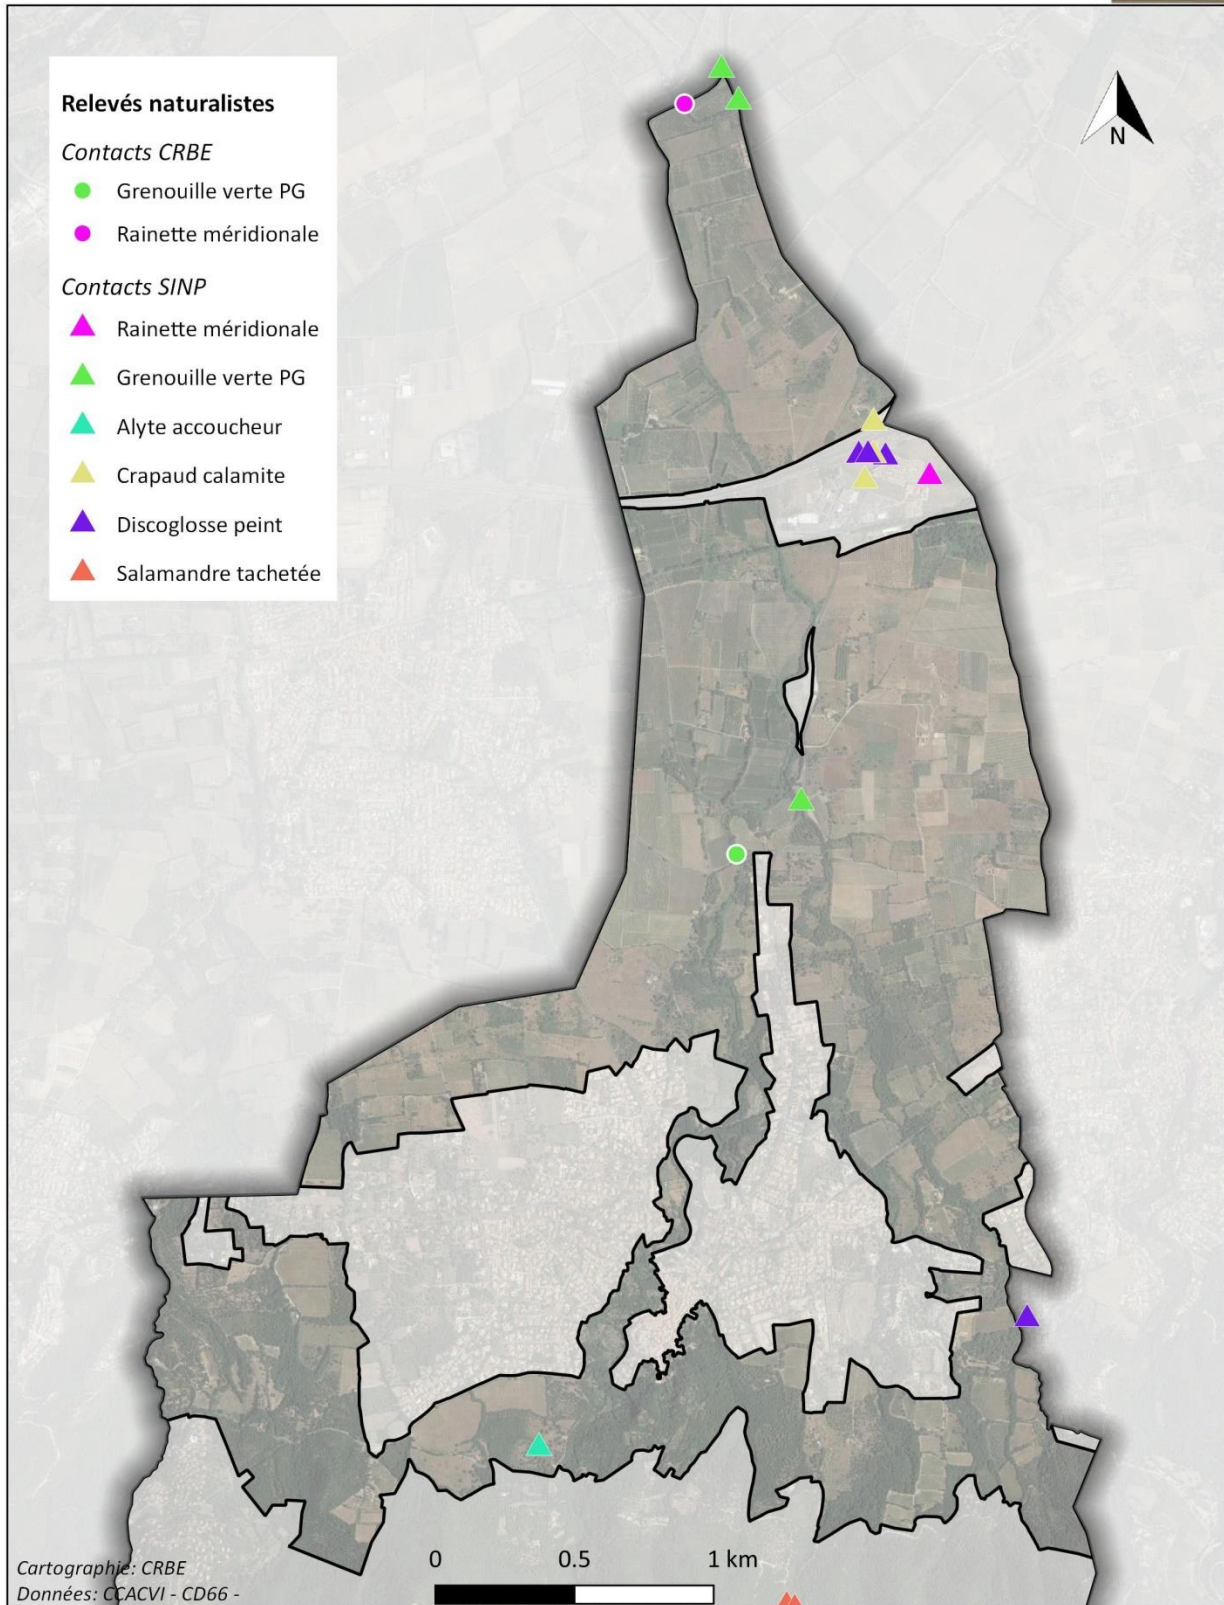 Relevés naturalistes
Contacts CRBE
Grenouille verte PG
Rainette méridionale
Contacts SINP
Rainette méridionale
Grenouille verte PG
Alyte accoucheur
Crapaud calamite
Discoglosse peint
Salamandre tachetée
N
Cartographie: CRBE
Données: CCACVI - CD66 -
0 0.5 1 km